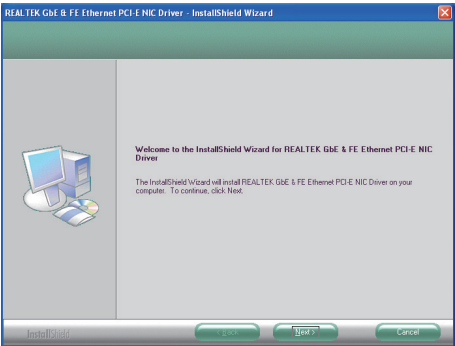 REALTEK GbE & FE Ethernet PCI-E NIC Driver - InstallShield Wizard
Welcome to the InstallShield Wizard for REALTEK GbE & FE Ethernet PCI-E NIC
Driver
The InstallShield Wizard will install REALTEK GbE & FE Ethernet PCI-E NIC Driver on your
computer. To continue, click Next.
InstallShield
< Back
Next >
Cancel